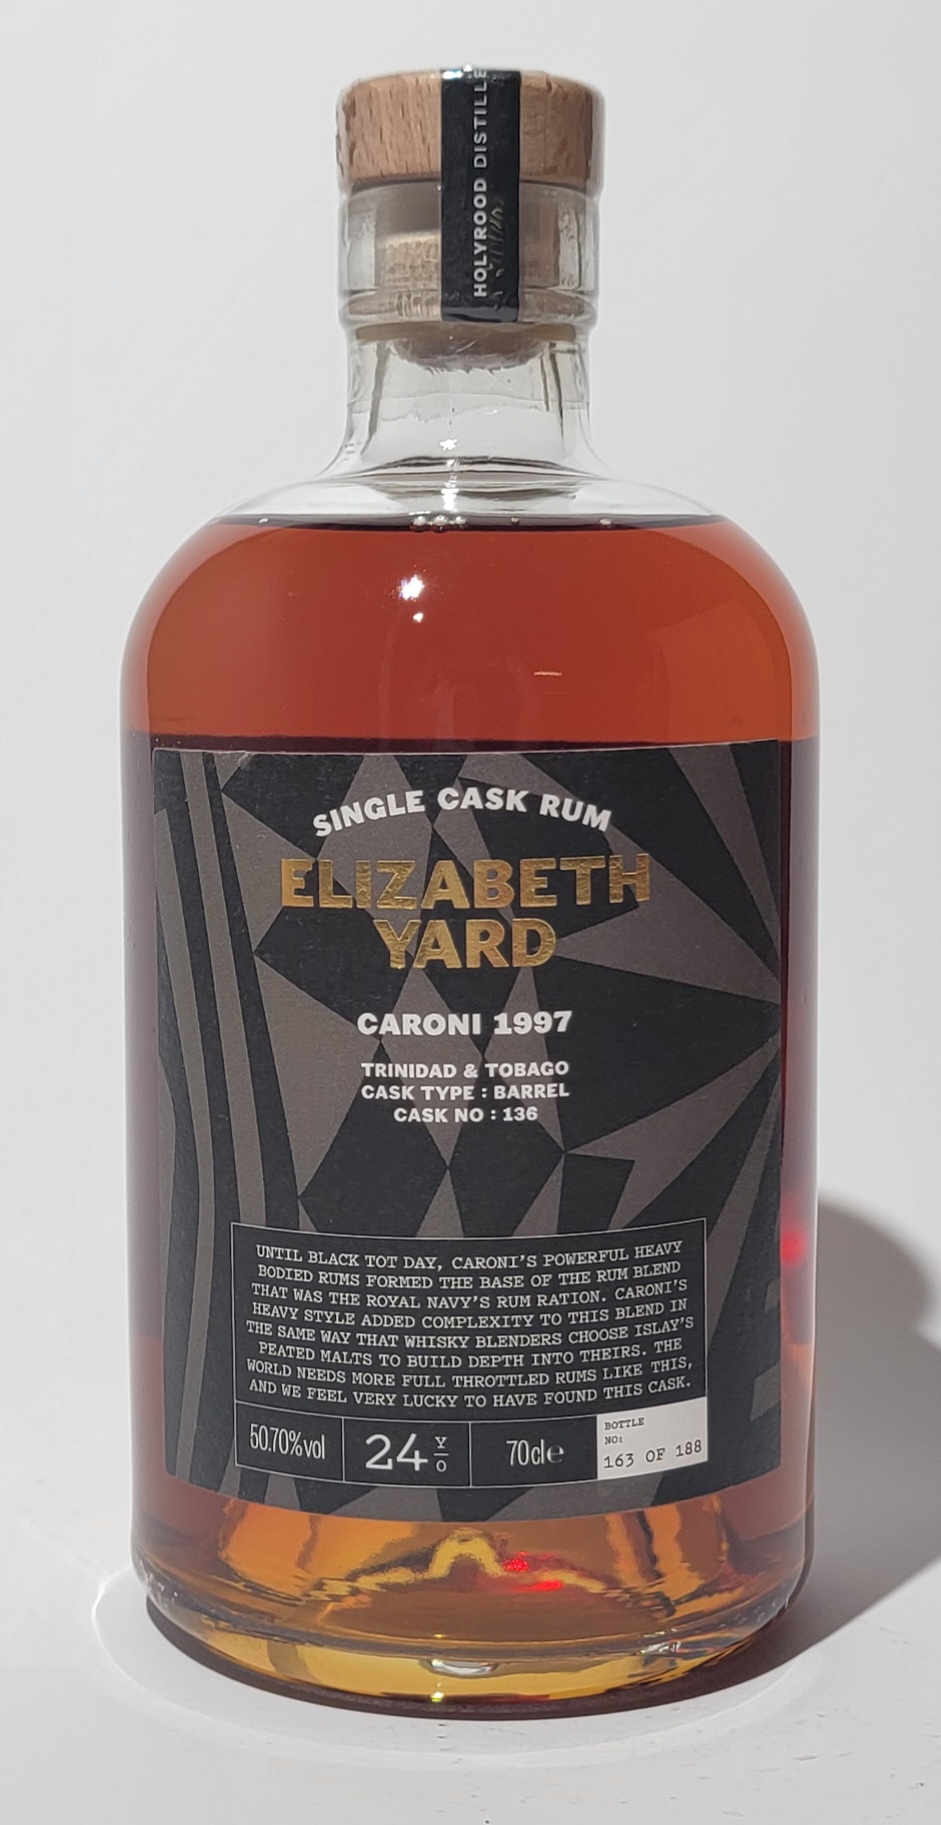 HOLYROOD DISTILLE
SINGLE CASK RUM
ELIZABETH
YARD
CARONI 1997
TRINIDAD & TOBAGO
CASK TYPE : BARREL
CASK NO : 136
UNTIL BLACK TOT DAY, CARONI'S POWERFUL HEAVY
BODIED RUMS FORMED THE BASE OF THE RUM BLEND
THAT WAS THE ROYAL NAVY'S RUM RATION. CARONI'S
HEAVY STYLE ADDED COMPLEXITY TO THIS BLEND IN
THE SAME WAY THAT WHISKY BLENDERS CHOOSE ISLAY'S
PEATED MALTS TO BUILD DEPTH INTO THEIRS. THE
WORLD NEEDS MORE FULL THROTTLED RUMS LIKE THIS,
AND WE FEEL VERY LUCKY TO HAVE FOUND THIS CASK.
50.70%vol
24 Y/O
70cl℮
BOTTLE
NO:
163 OF 188